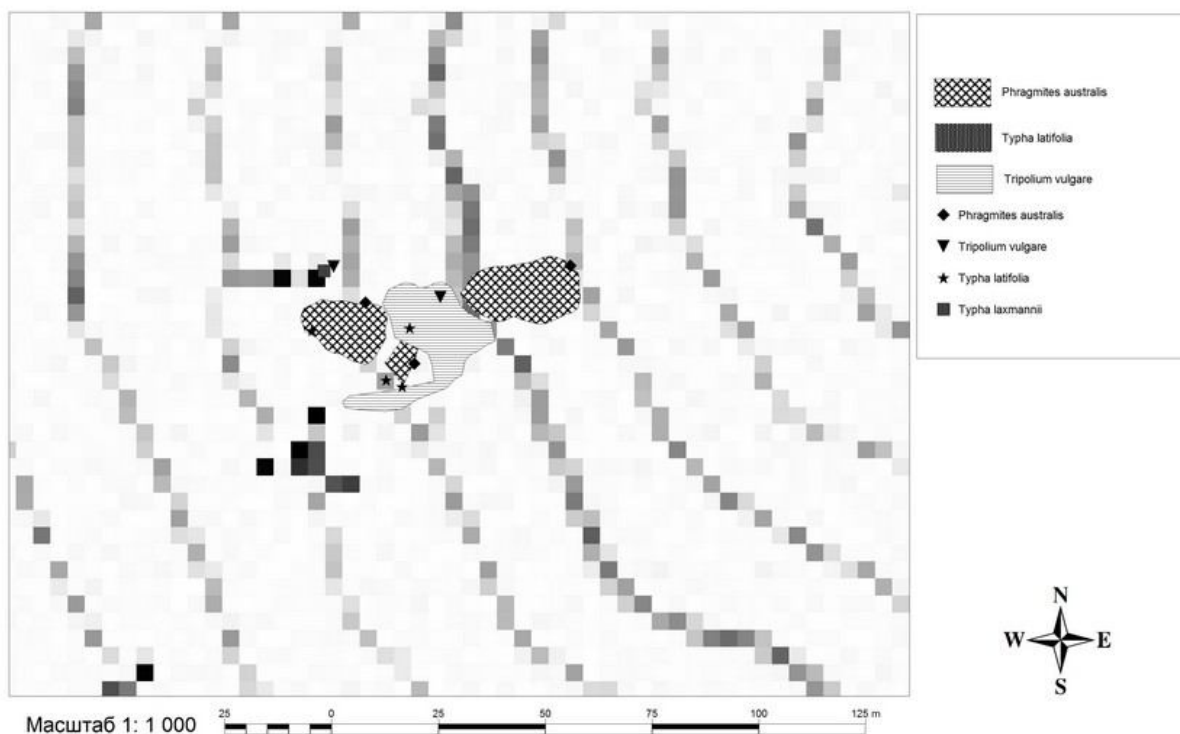 Phragmites australis
Typha latifolia
Tripolium vulgare
Phragmites australis
Tripolium vulgare
Typha latifolia
Typha laxmannii
N
W E
S
Масштаб 1: 1 000
25 0 25 50 75 100 125 m